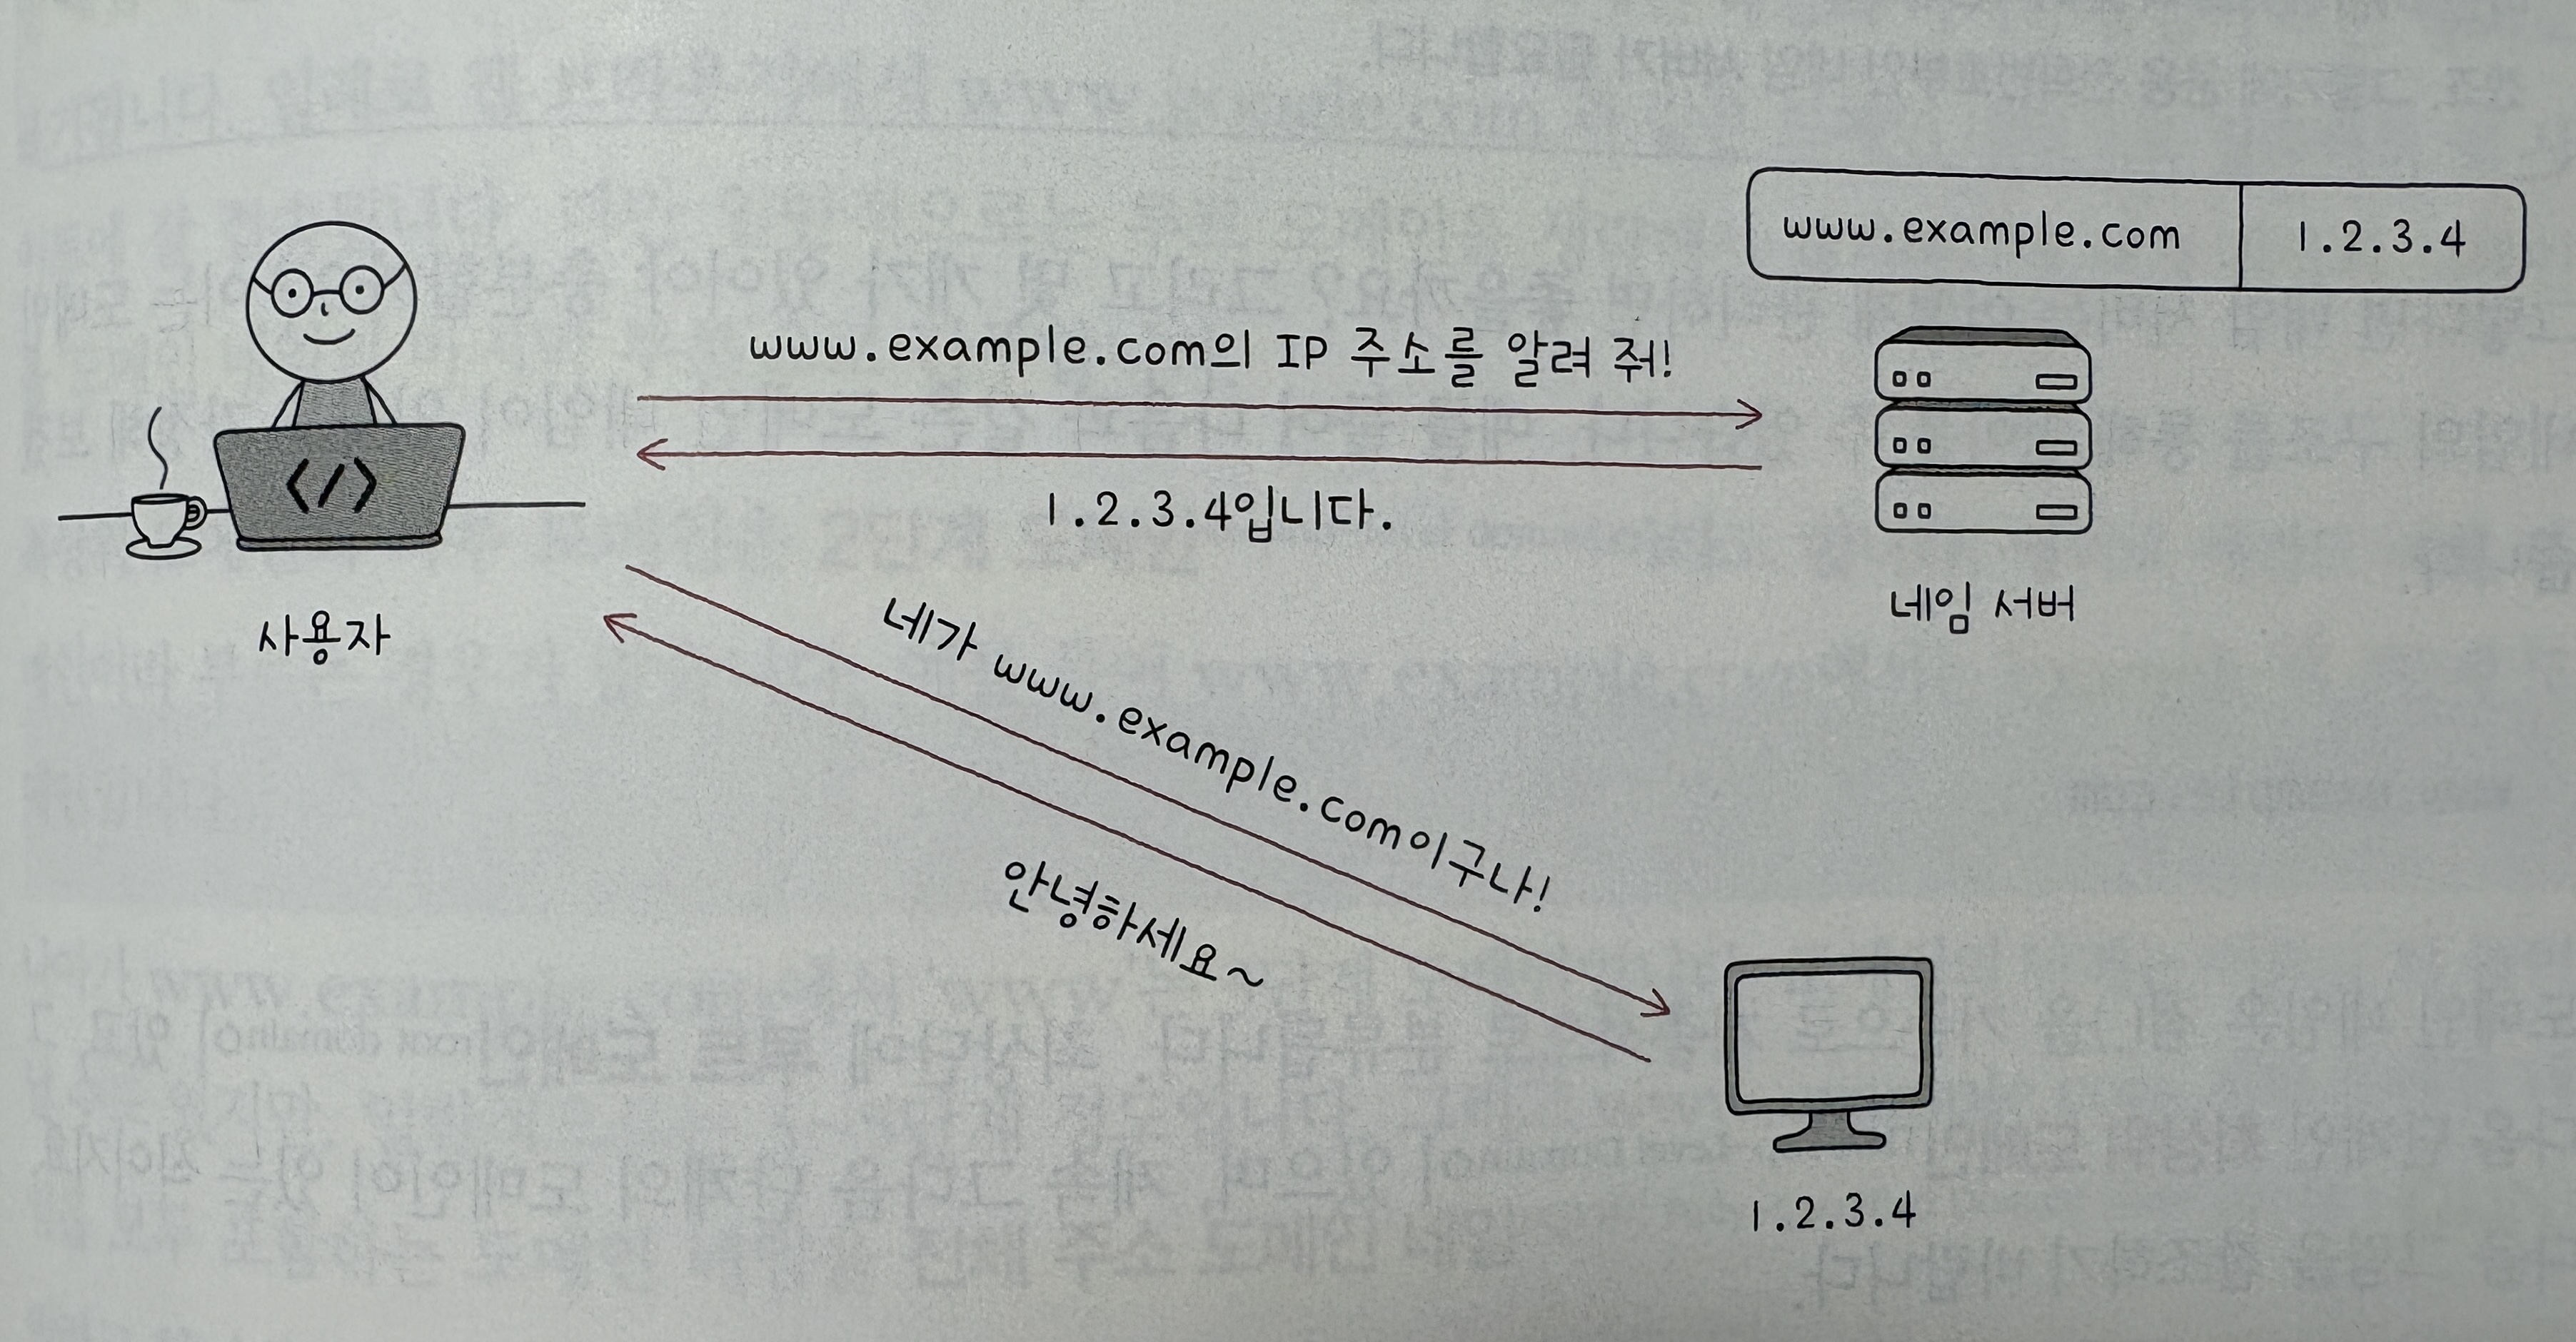 www.example.com 1.2.3.4
www.example.com의 IP 주소를 알려 줘!
</>
1.2.3.4입니다.
사용자
네임 서버
네가 www.example.com이구나!
안녕하세요~
1.2.3.4